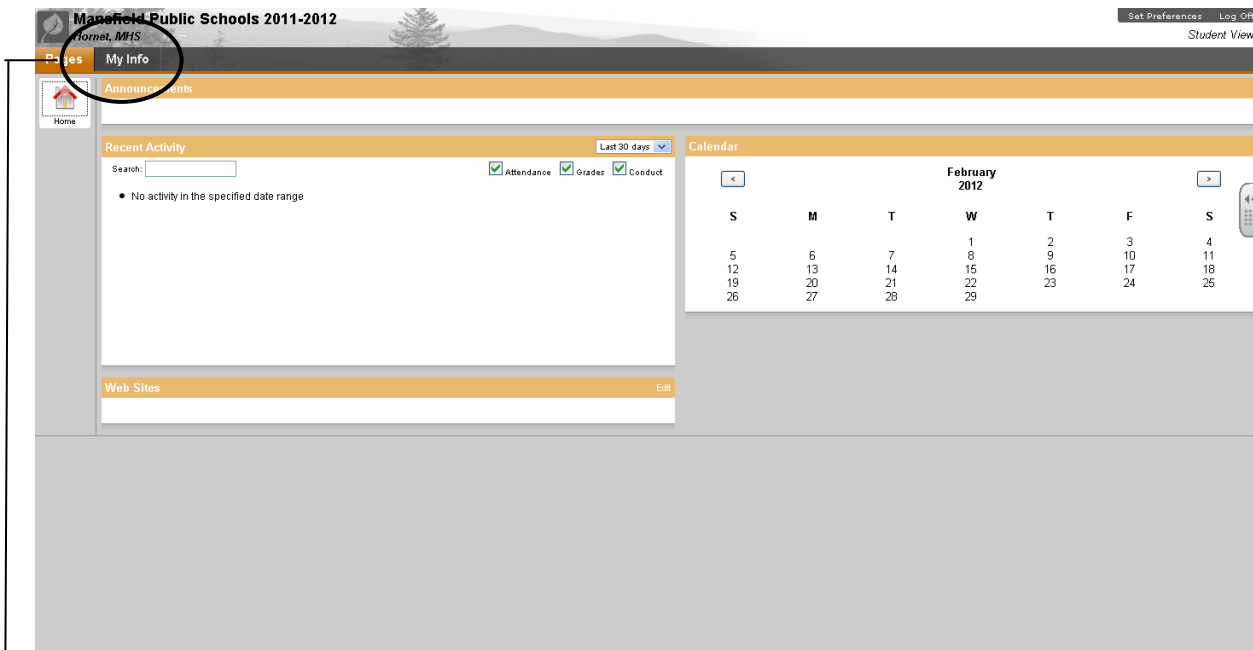 Mansfield Public Schools 2011-2012
Set Preferences Log Off
Hornet, MHS
Student View
Pages My Info
Home
Announcements
Recent Activity
Last 30 days
Search:
Attendance Grades Conduct
No activity in the specified date range
Web Sites
Edit
Calendar
<
February
2012
>
S M T W T F S
1 2 3 4
5 6 7 8 9 10 11
12 13 14 15 16 17 18
19 20 21 22 23 24 25
26 27 28 29